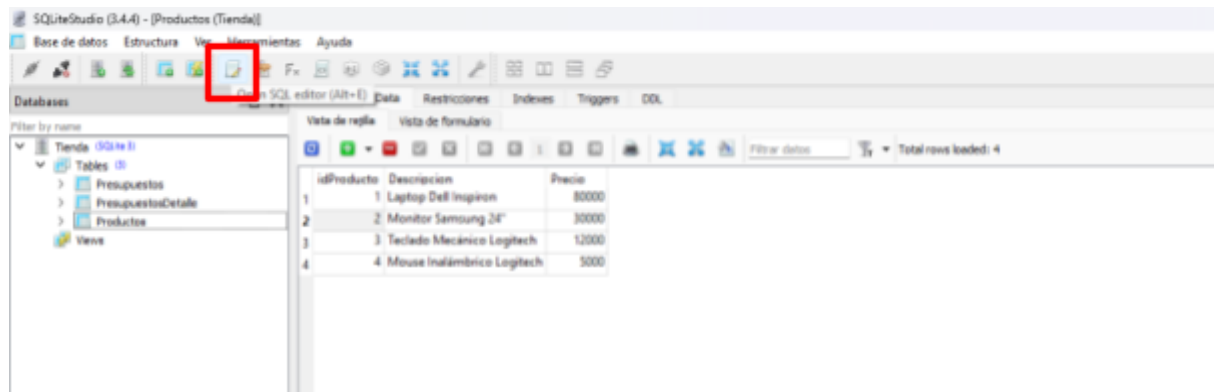 SQLiteStudio (3.4.4) - [Productos (Tienda)]
Base de datos Estructura Ver Herramientas Ayuda
Open SQL editor (Alt+E)
Databases
Data Restricciones Indexes Triggers DDL
Filter by name
Vista de rejilla Vista de formulario
Tienda (SQLite 3)
Filtrar datos Total rows loaded: 4
Tables (3)
Presupuestos
PresupuestosDetalle
Productos
Views
idProducto Descripcion Precio
1 1 Laptop Dell Inspiron 80000
2 2 Monitor Samsung 24" 30000
3 3 Teclado Mecánico Logitech 12000
4 4 Mouse Inalámbrico Logitech 5000